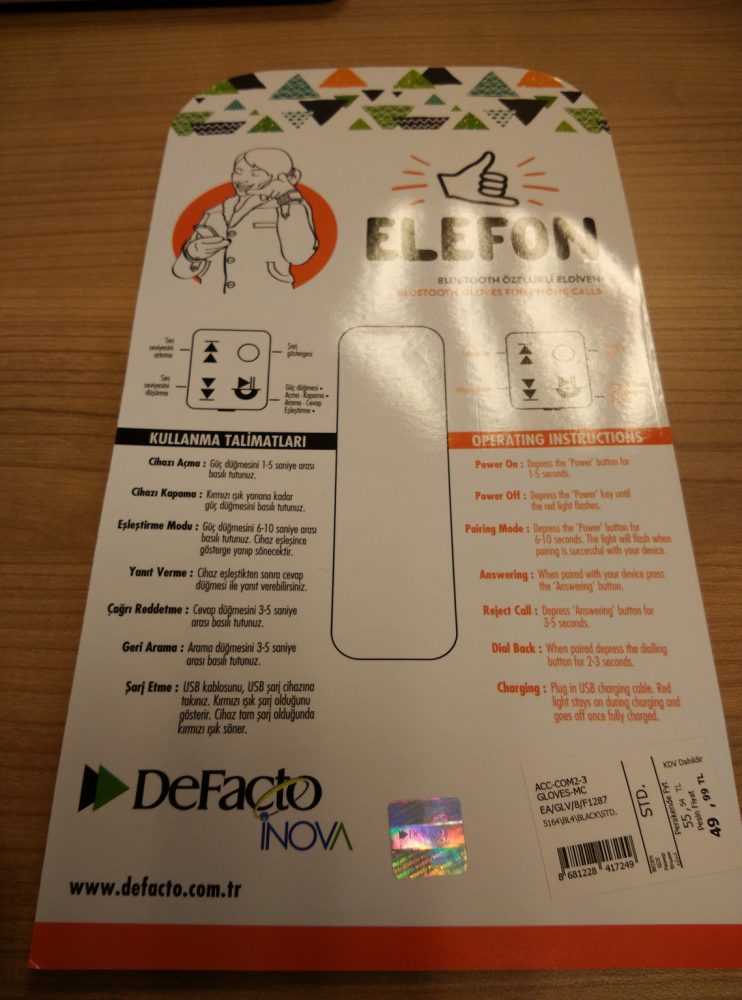 ELEFON
BLUETOOTH ÖZELLİKLİ ELDİVEN
BLUETOOTH GLOVES FOR PHONE CALLS
Ses
seviyesini
artırma
Şarj
göstergesi
Ses
seviyesini
düşürme
Güç düğmesi •
Açma - Kapama •
Arama - Cevap
Eşleştirme •
KULLANMA TALİMATLARI
Cihazı Açma : Güç düğmesini 1-5 saniye arası
basılı tutunuz.
Cihazı Kapama : Kırmızı ışık yanana kadar
güç düğmesini basılı tutunuz.
Eşleştirme Modu : Güç düğmesini 6-10 saniye arası
basılı tutunuz. Cihaz eşleşince
gösterge yanıp sönecektir.
Yanıt Verme : Cihaz eşleştikten sonra cevap
düğmesi ile yanıt verebilirsiniz.
Çağrı Reddetme : Cevap düğmesini 3-5 saniye
arası basılı tutunuz.
Geri Arama : Arama düğmesini 3-5 saniye
arası basılı tutunuz.
Şarj Etme : USB kablosunu, USB şarj cihazına
takınız. Kırmızı ışık şarj olduğunu
gösterir. Cihaz tam şarj olduğunda
kırmızı ışık söner.
OPERATING INSTRUCTIONS
Power On : Depress the 'Power' button for
1-5 seconds.
Power Off : Depress the 'Power' key until
the red light flashes.
Pairing Mode : Depress the 'Power' button for
6-10 seconds. The light will flash when
pairing is successful with your device.
Answering : When paired with your device press
the 'Answering' button.
Reject Call : Depress 'Answering' button for
3-5 seconds.
Dial Back : When paired depress the dialling
button for 2-3 seconds.
Charging : Plug in USB charging cable. Red
light stays on during charging and
goes off once fully charged.
DeFacto
İNOVA
www.defacto.com.tr
ACC-COM2-3
GLOVES-MC
EA/GLV/8/F1287
5164\BL4\BLACK\STD.
8 681228 417249
STD.
KDV Dahildir
Perakende Fyt
55, 54 TL
Peşin Fiyat
49, 99 TL